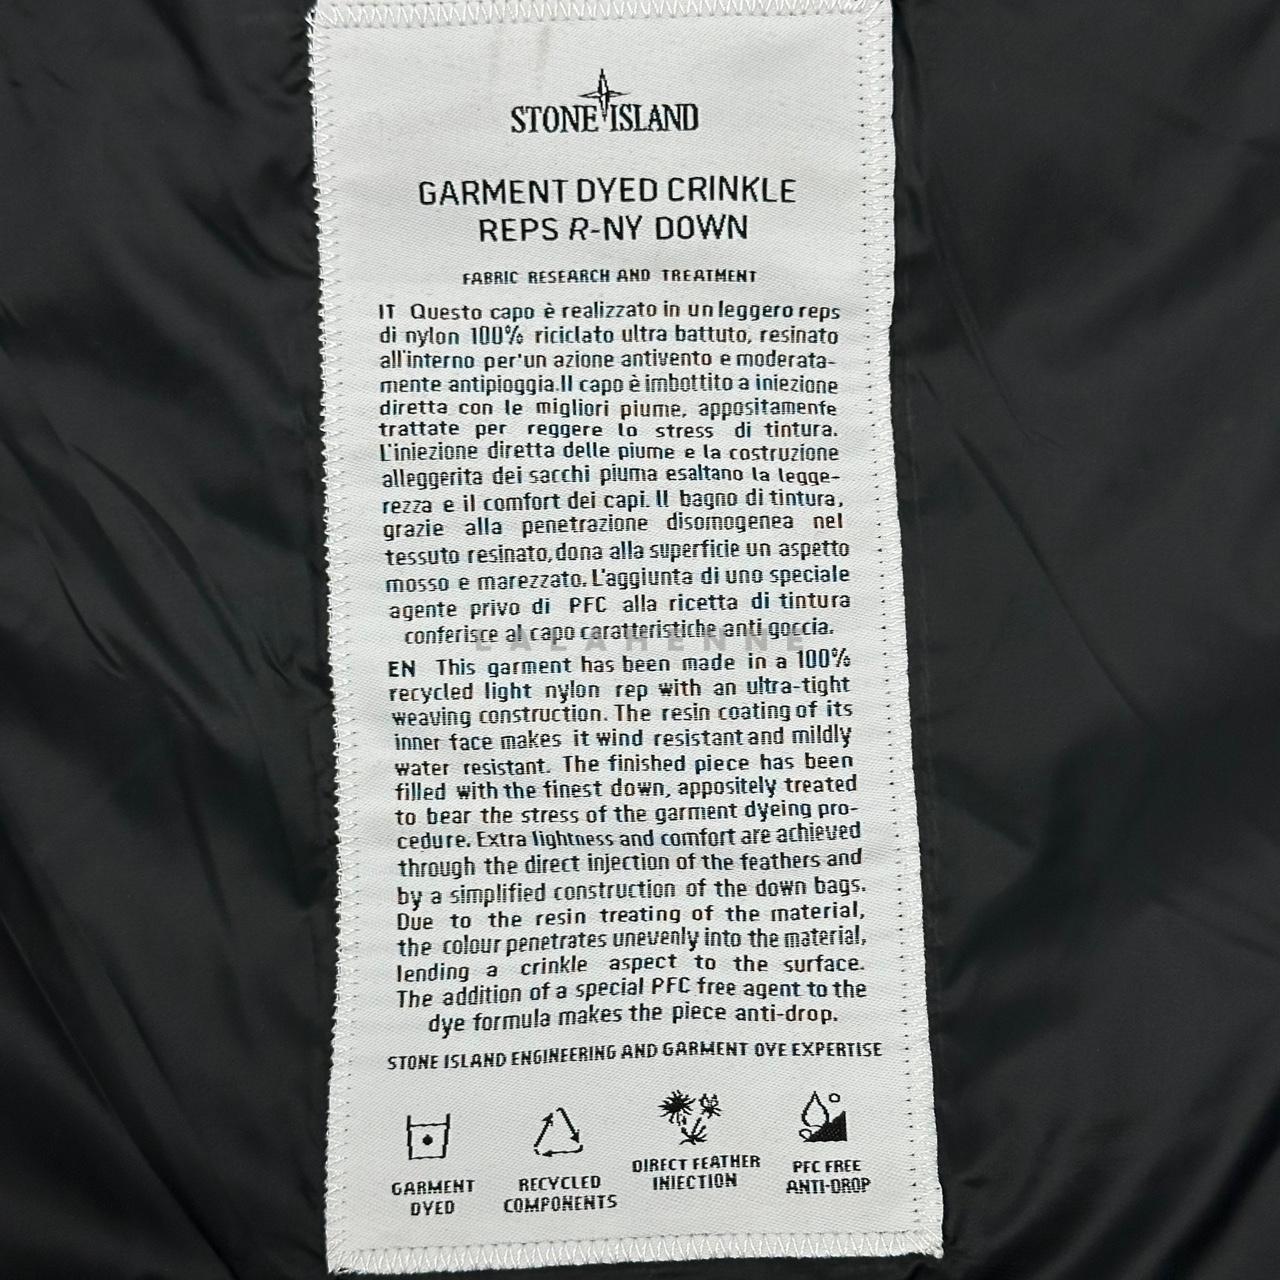 STONE ISLAND
GARMENT DYED CRINKLE
REPS R-NY DOWN
FABRIC RESEARCH AND TREATMENT
IT Questo capo è realizzato in un leggero reps
di nylon 100% riciclato ultra battuto, resinato
all'interno per'un azione antivento e moderata-
mente antipioggia.Il capo è imbottito a iniezione
diretta con le migliori piume, appositamente
trattate per reggere lo stress di tintura.
L'iniezione diretta delle piume e la costruzione
alleggerita dei sacchi piuma esaltano la legge-
rezza e il comfort dei capi. Il bagno di tintura,
grazie alla penetrazione disomogenea nel
tessuto resinato,dona alla superficie un aspetto
mosso e marezzato. L'aggiunta di uno speciale
agente privo di PFC alla ricetta di tintura
conferisce al capo caratteristiche anti goccia.
LALAHENNE
EN This garment has been made in a 100%
recycled light nylon rep with an ultra-tight
weaving construction. The resin coating of its
inner face makes it wind resistant and mildly
water resistant. The finished piece has been
filled with the finest down, appositely treated
to bear the stress of the garment dyeing pro-
cedure. Extra lightness and comfort are achieved
through the direct injection of the feathers and
by a simplified construction of the down bags.
Due to the resin treating of the material,
the colour penetrates unevenly into the material,
lending a crinkle aspect to the surface.
The addition of a special PFC free agent to the
dye formula makes the piece anti-drop.
STONE ISLAND ENGINEERING AND GARMENT DYE EXPERTISE
GARMENT
DYED
RECYCLED
COMPONENTS
DIRECT FEATHER
INJECTION
PFC FREE
ANTI-DROP